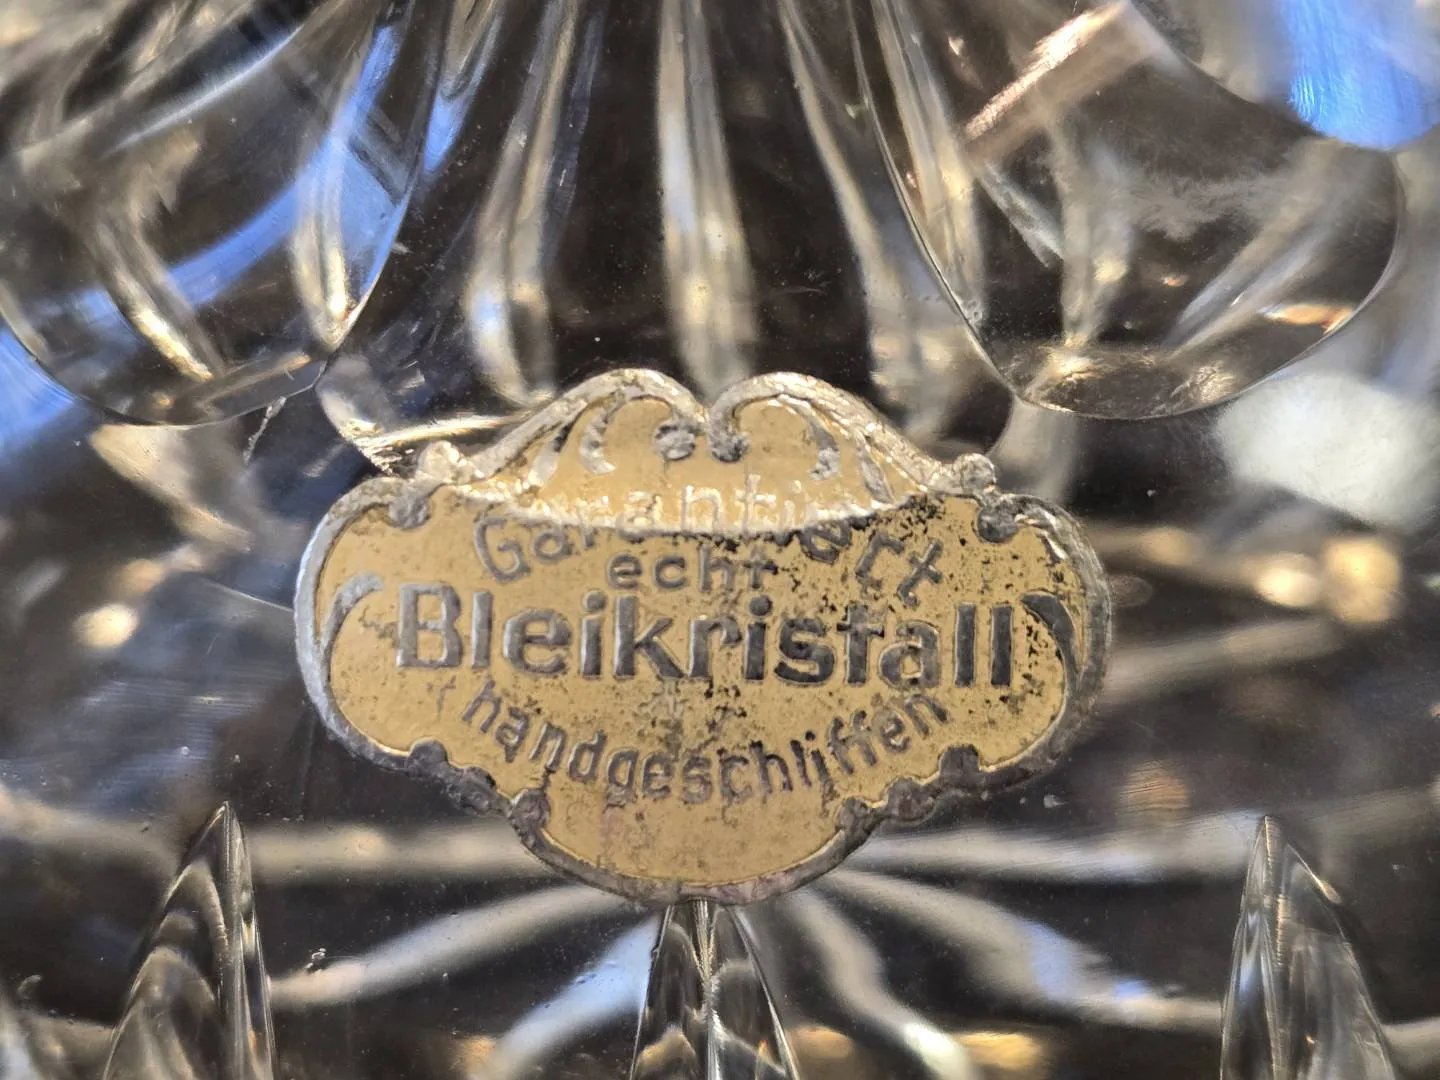 Garantiert
echt
Bleikristall
handgeschliffen